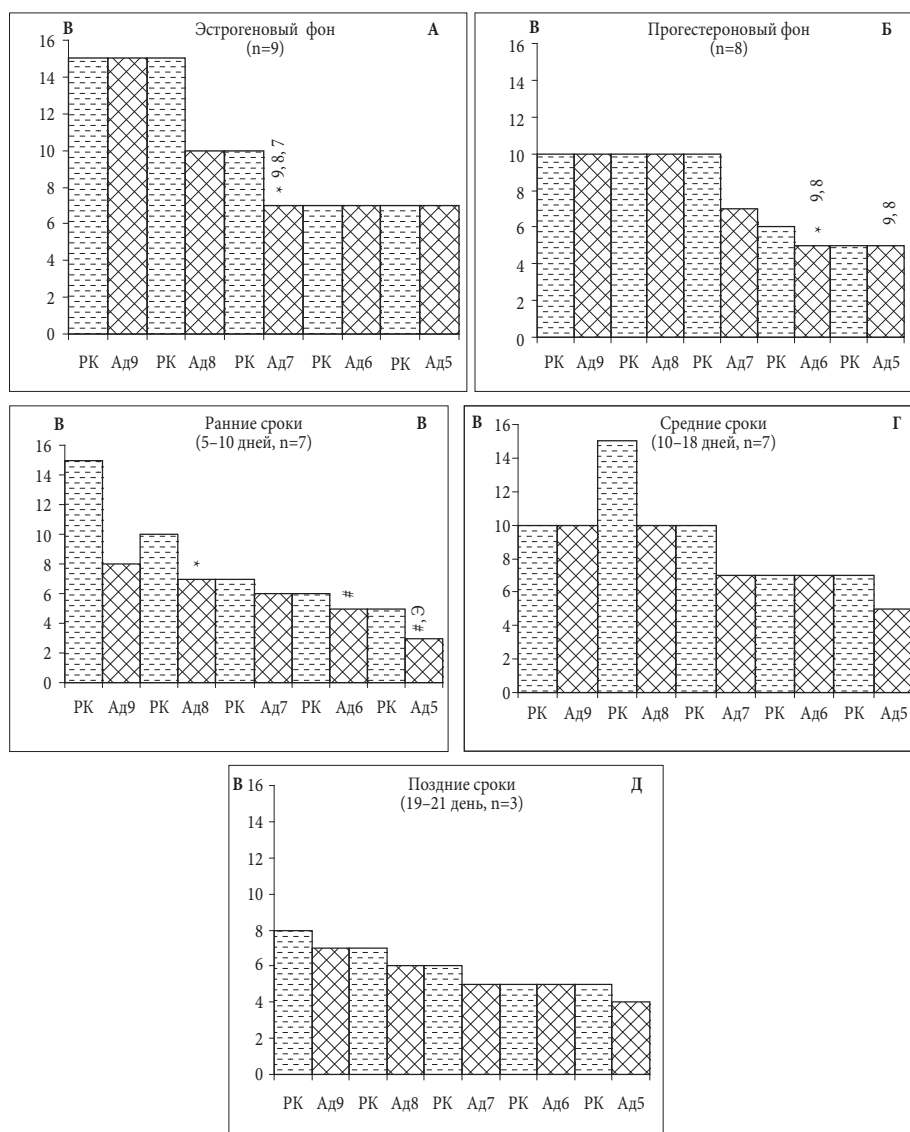 В Эстрогеновый фон А
(n=9)
16
14
12
10
8
6
4
2
0
* 9, 8, 7
РК Ад9 РК Ад8 РК Ад7 РК Ад6 РК Ад5
В Прогестероновый фон Б
(n=8)
16
14
12
10
8
6
4
2
0
* 9, 8
9, 8
РК Ад9 РК Ад8 РК Ад7 РК Ад6 РК Ад5
В Ранние сроки В
(5–10 дней, n=7)
16
14
12
10
8
6
4
2
0
*
#
#, Э
РК Ад9 РК Ад8 РК Ад7 РК Ад6 РК Ад5
В Средние сроки Г
(10–18 дней, n=7)
16
14
12
10
8
6
4
2
0
РК Ад9 РК Ад8 РК Ад7 РК Ад6 РК Ад5
В Поздние сроки Д
(19–21 день, n=3)
16
14
12
10
8
6
4
2
0
РК Ад9 РК Ад8 РК Ад7 РК Ад6 РК Ад5